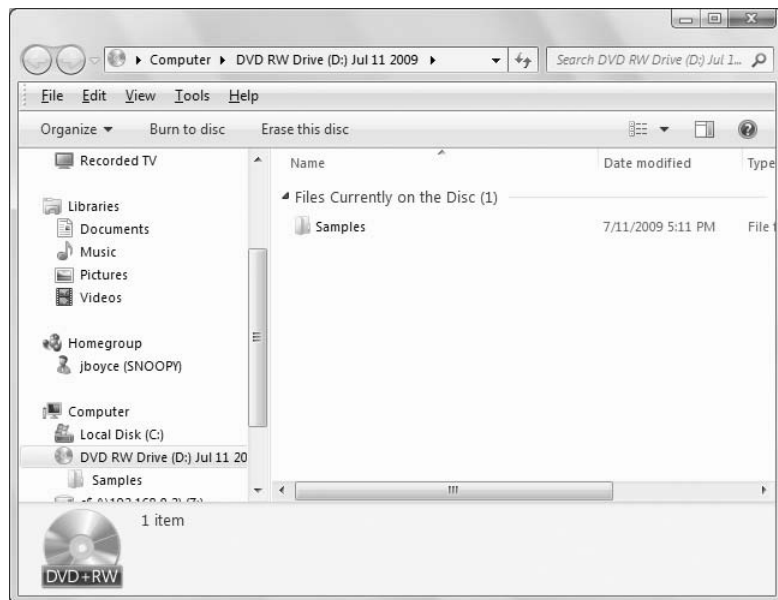 Computer DVD RW Drive (D:) Jul 11 2009
Search DVD RW Drive (D:) Jul 1...
File Edit View Tools Help
Organize Burn to disc Erase this disc
Name Date modified Type
Recorded TV
Files Currently on the Disc (1)
Samples 7/11/2009 5:11 PM File
Libraries
Documents
Music
Pictures
Videos
Homegroup
jboyce (SNOOPY)
Computer
Local Disk (C:)
DVD RW Drive (D:) Jul 11 20
Samples
1 item
DVD+RW